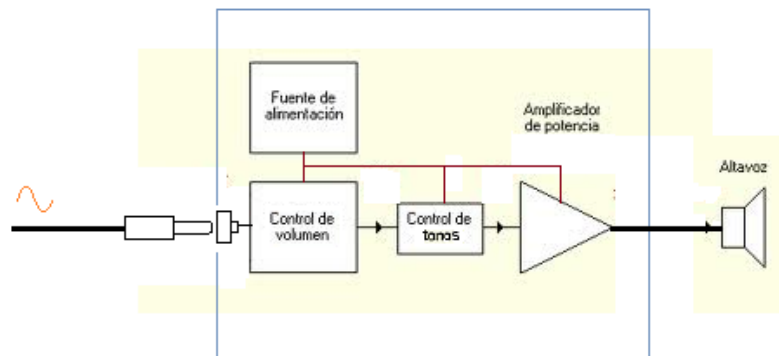 Fuente de
alimentación
Amplificador
de potencia
Altavoz
Control de
volumen
Control de
tonos